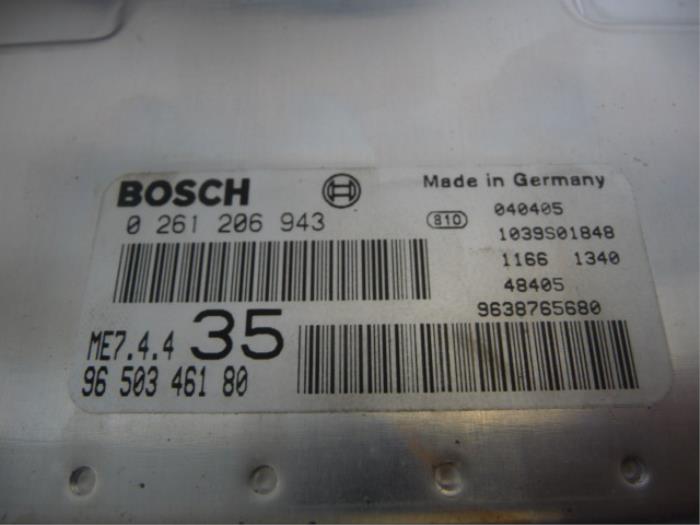 BOSCH
Made in Germany
0 261 206 943
810
040405
1039S01848
1166 1340
48405
9638765680
ME7.4.4 35
96 503 461 80